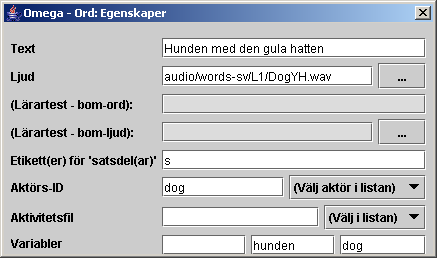 Omega - Ord: Egenskaper
Text Hunden med den gula hatten
Ljud audio/words-sv/L1/DogYH.wav ...
(Lärartest - bom-ord):
(Lärartest - bom-ljud): ...
Etikett(er) för 'satsdel(ar)' s
Aktörs-ID dog (Välj aktör i listan)
Aktivitetsfil (Välj i listan)
Variabler hunden dog